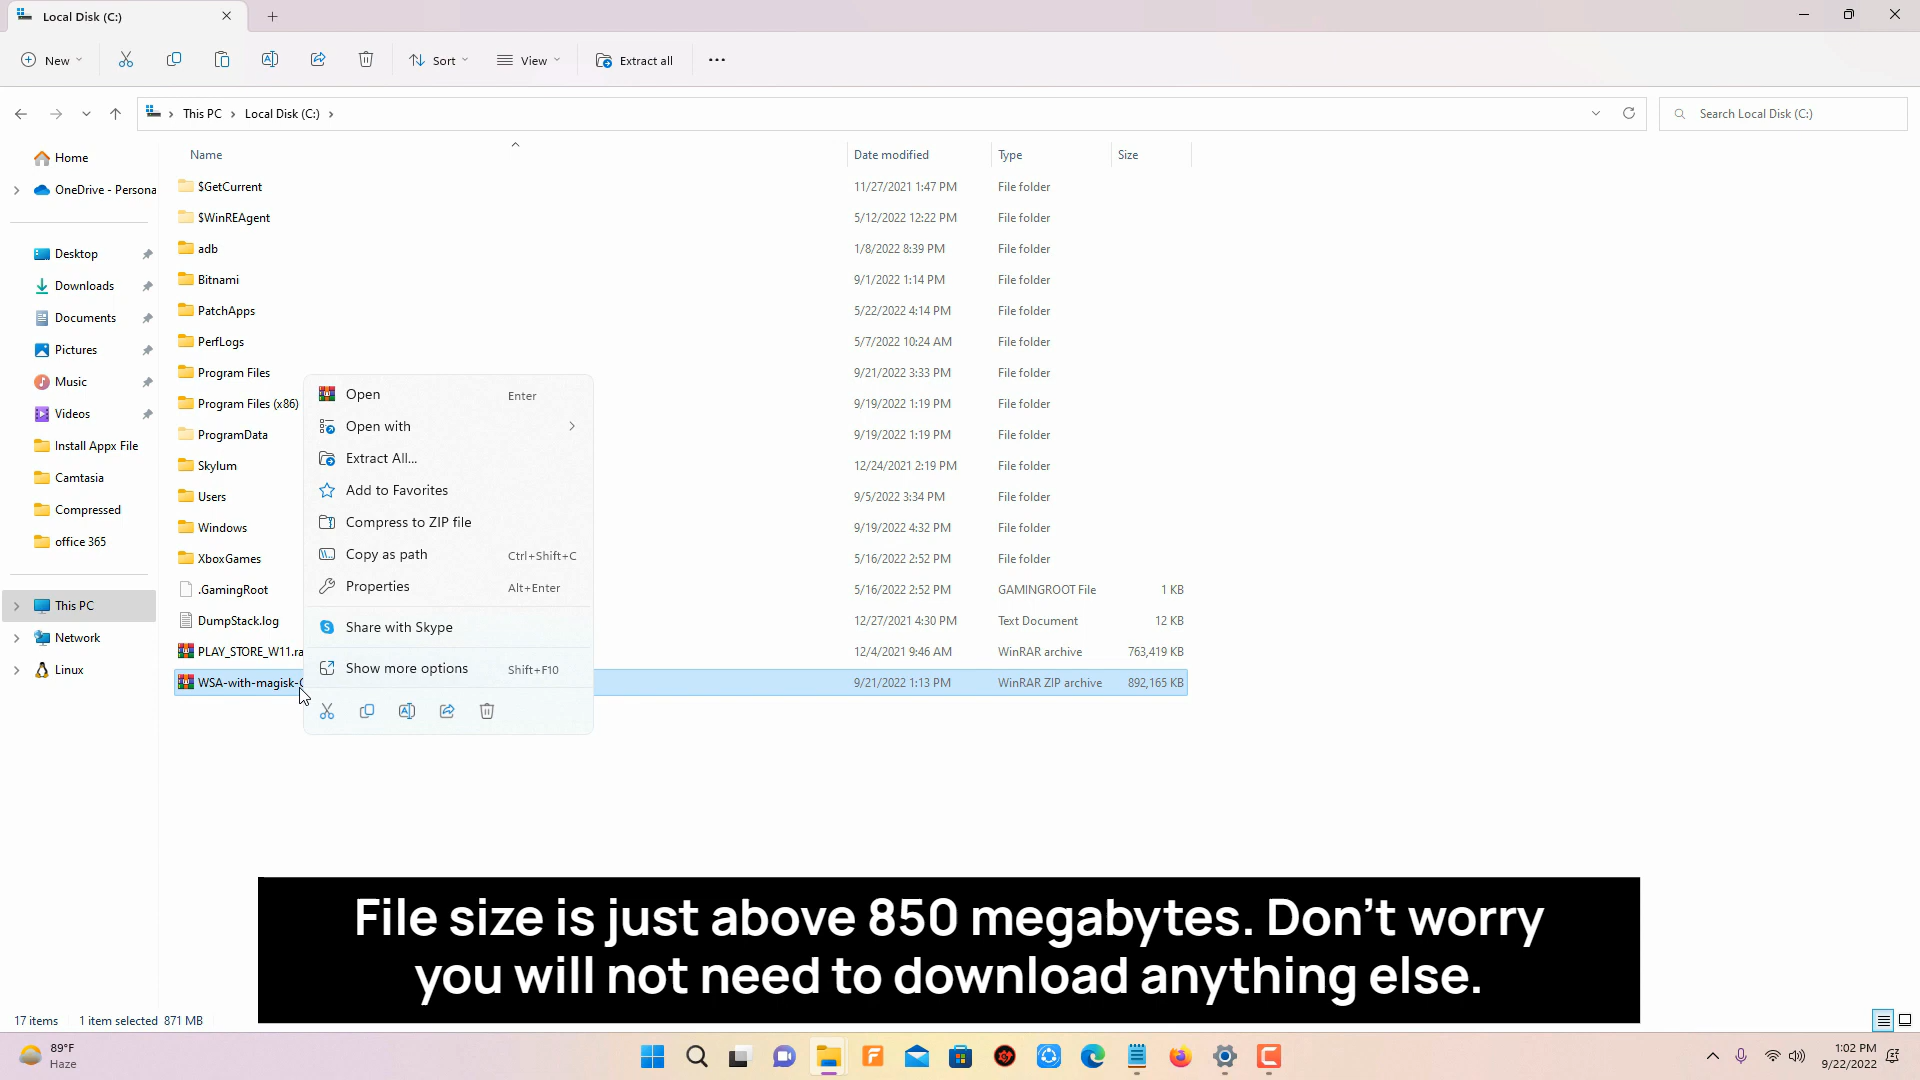 Local Disk (C:)
New
Sort
View
Extract all
This PC
Local Disk (C:)
Search Local Disk (C:)
Name
Date modified
Type
Size
Home
OneDrive - Persona
Desktop
Downloads
Documents
Pictures
Music
Videos
Install Appx File
Camtasia
Compressed
office 365
This PC
Network
Linux
$GetCurrent 11/27/2021 1:47 PM File folder
$WinREAgent 5/12/2022 12:22 PM File folder
adb 1/8/2022 8:39 PM File folder
Bitnami 9/1/2022 1:14 PM File folder
PatchApps 5/22/2022 4:14 PM File folder
PerfLogs 5/7/2022 10:24 AM File folder
Program Files 9/21/2022 3:33 PM File folder
Program Files (x86) 9/19/2022 1:19 PM File folder
ProgramData 9/19/2022 1:19 PM File folder
Skylum 12/24/2021 2:19 PM File folder
Users 9/5/2022 3:34 PM File folder
Windows 9/19/2022 4:32 PM File folder
XboxGames 5/16/2022 2:52 PM File folder
.GamingRoot 5/16/2022 2:52 PM GAMINGROOT File 1 KB
DumpStack.log 12/27/2021 4:30 PM Text Document 12 KB
PLAY_STORE_W11.ra 12/4/2021 9:46 AM WinRAR archive 763,419 KB
WSA-with-magisk- 9/21/2022 1:13 PM WinRAR ZIP archive 892,165 KB
Open Enter
Open with
Extract All...
Add to Favorites
Compress to ZIP file
Copy as path Ctrl+Shift+C
Properties Alt+Enter
Share with Skype
Show more options Shift+F10
File size is just above 850 megabytes. Don't worry
you will not need to download anything else.
17 items 1 item selected 871 MB
89°F
Haze
1:02 PM
9/22/2022